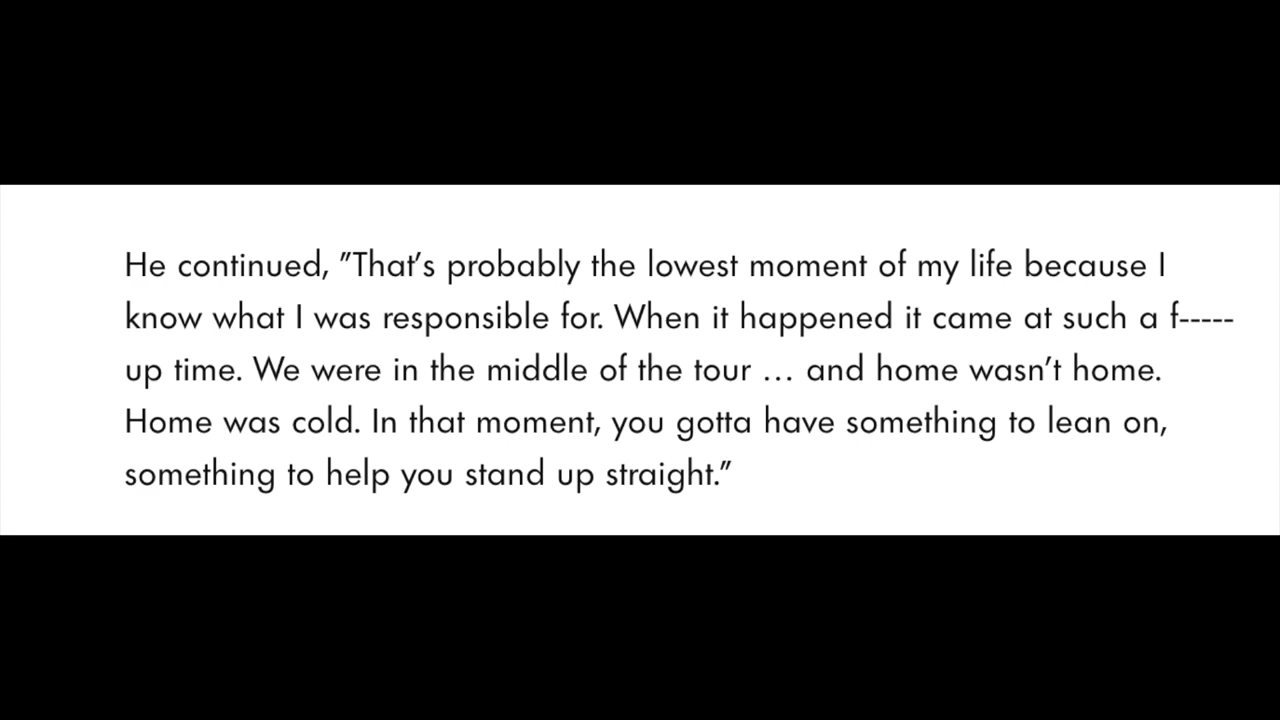 He continued, "That's probably the lowest moment of my life because I
know what I was responsible for. When it happened it came at such a f-----
up time. We were in the middle of the tour … and home wasn't home.
Home was cold. In that moment, you gotta have something to lean on,
something to help you stand up straight."